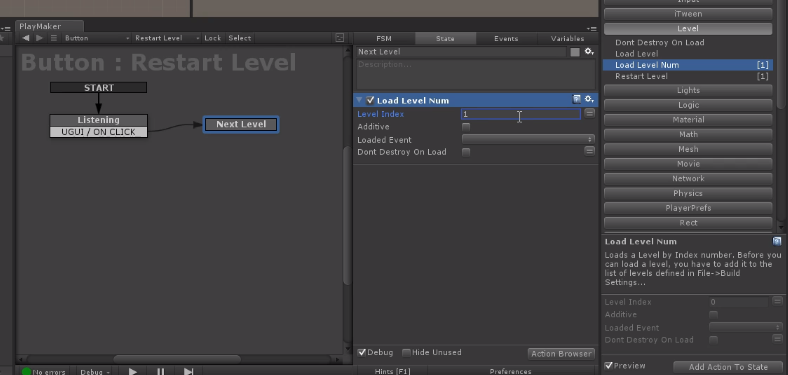 PlayMaker
Button
Restart Level
Lock
Select
Button : Restart Level
START
Listening
UGUI / ON CLICK
Next Level
No errors
Debug
FSM
State
Events
Variables
Next Level
Description...
Load Level Num
Level Index
1
Additive
Loaded Event
Dont Destroy On Load
Debug
Hide Unused
Action Browser
Hints [F1]
Preferences
iTween
Level
Dont Destroy On Load
Load Level
Load Level Num [1]
Restart Level [1]
Lights
Logic
Material
Math
Mesh
Movie
Network
Physics
PlayerPrefs
Rect
Load Level Num
Loads a Level by Index number. Before you
can load a level, you have to add it to the
list of levels defined in File->Build
Settings...
Level Index 0
Additive
Loaded Event
Dont Destroy On Load
Preview
Add Action To State